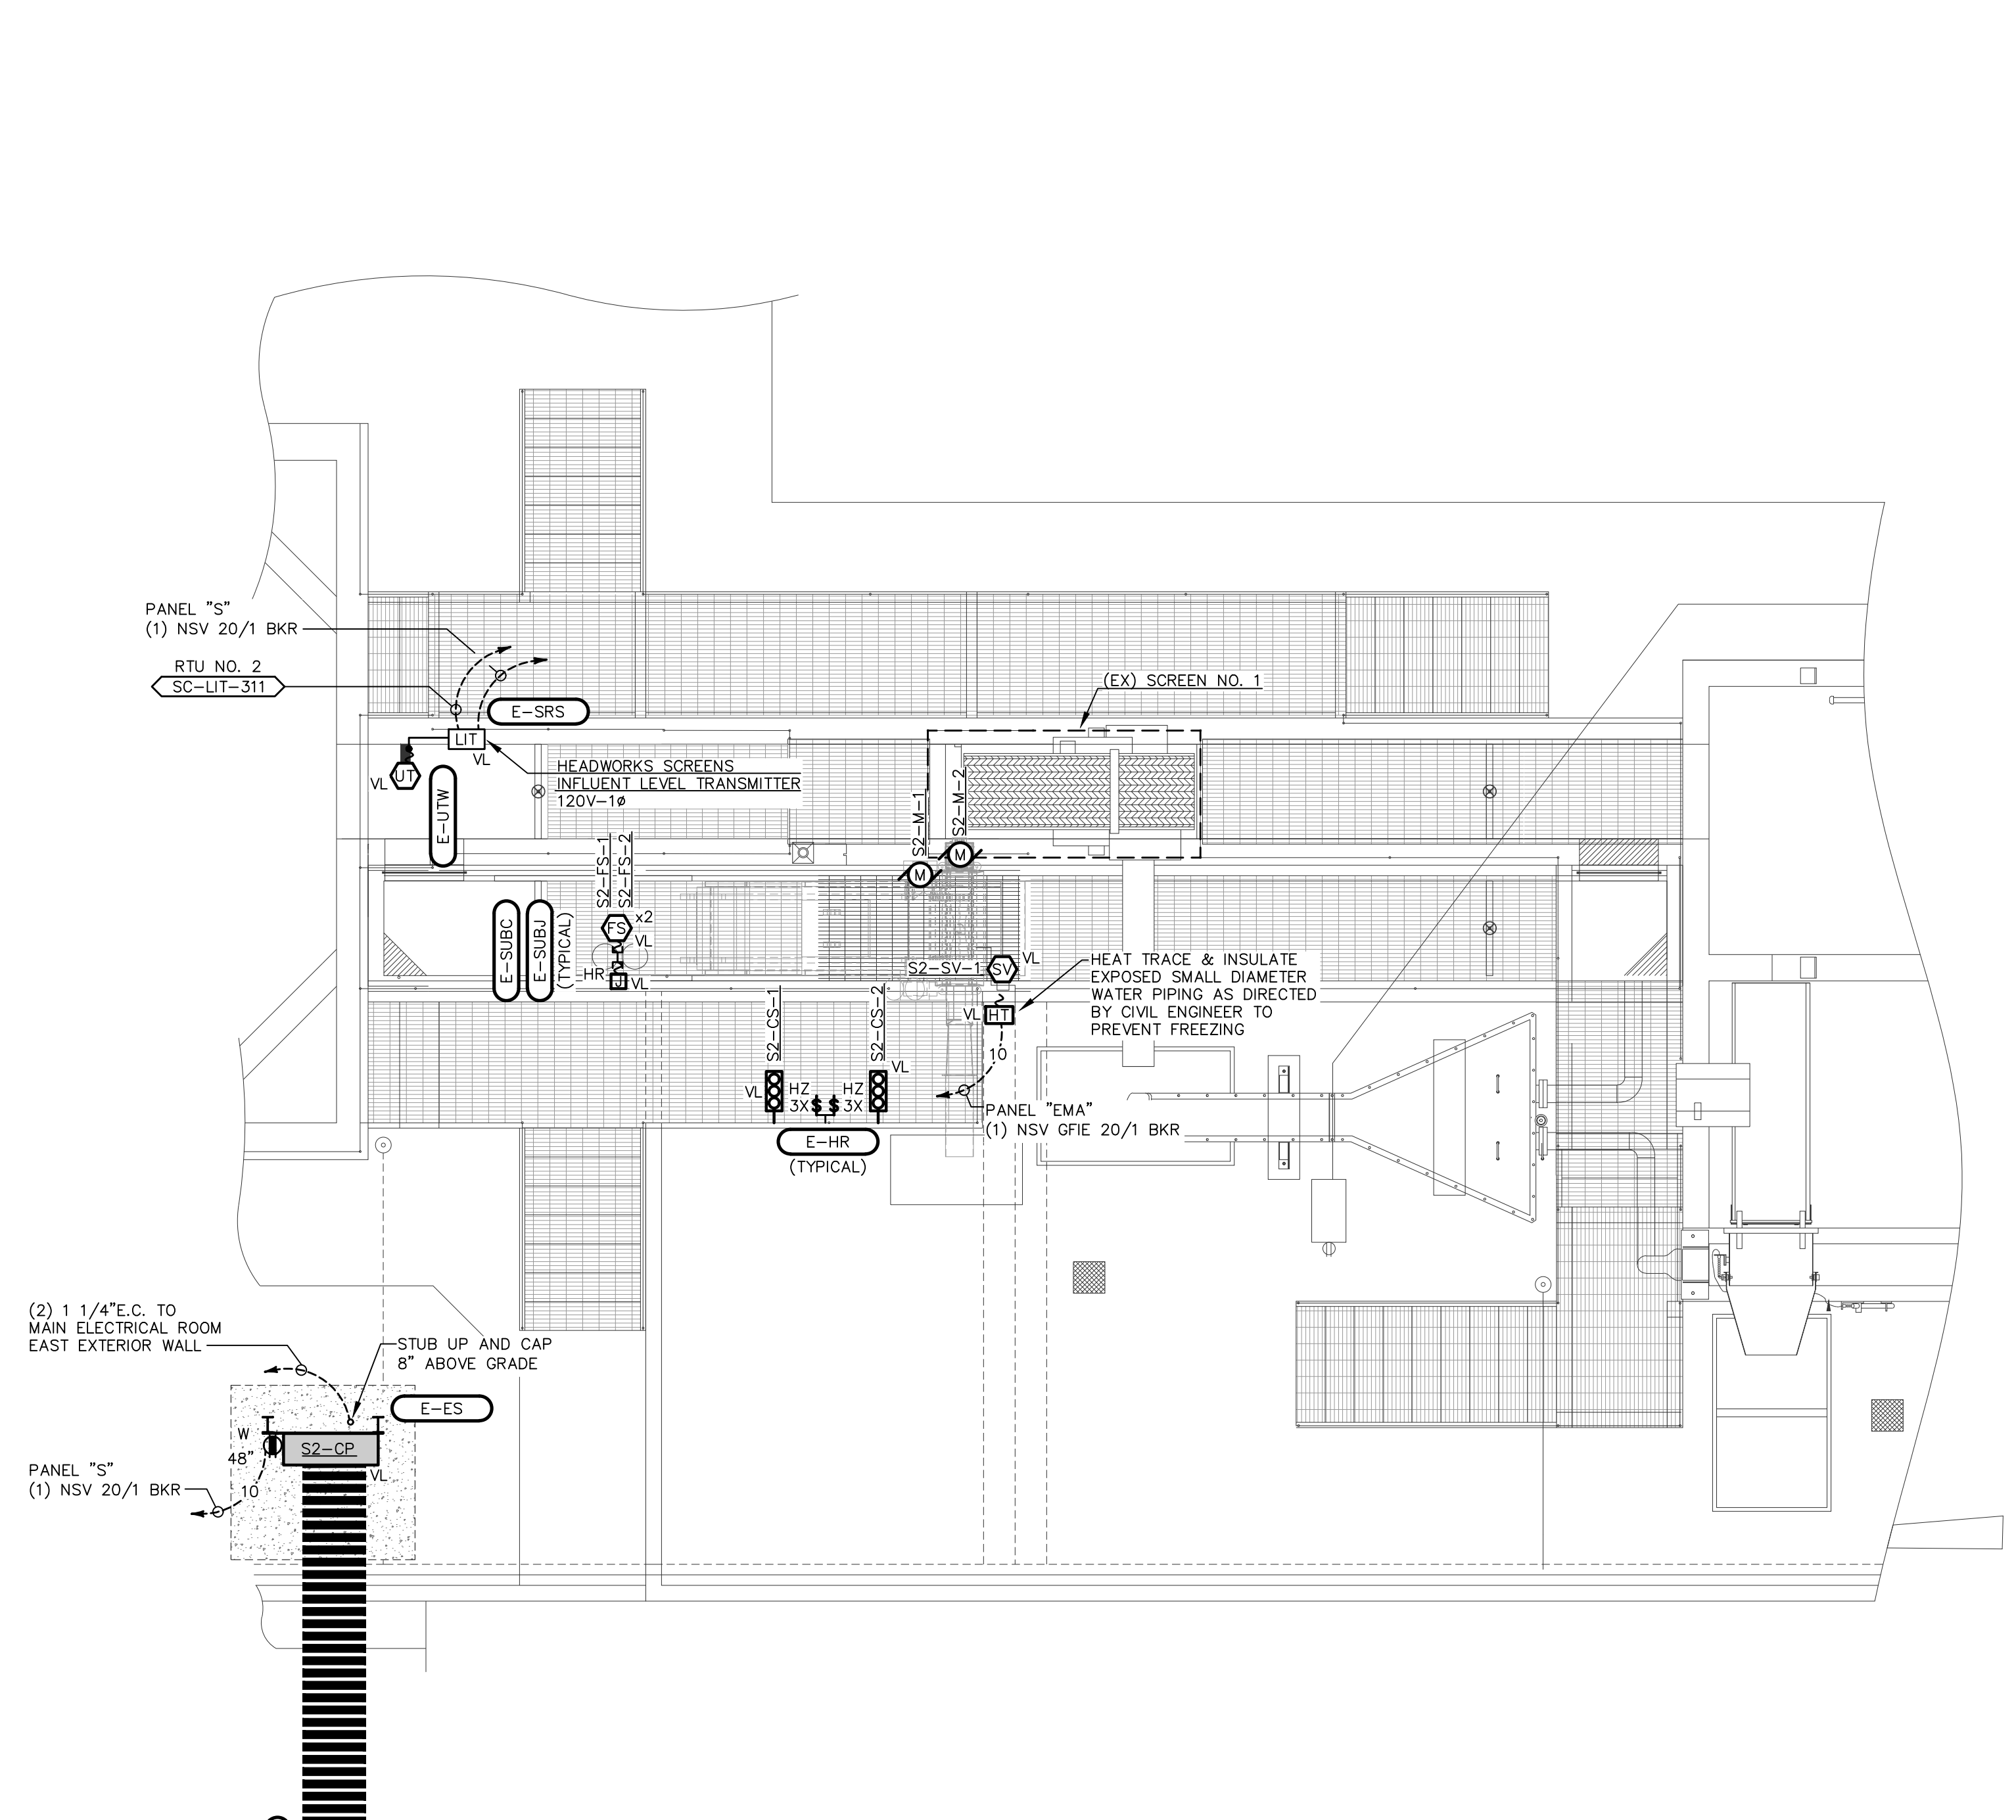 PANEL "S"
(1) NSV 20/1 BKR
RTU NO. 2
SC-LIT-311
E-SRS
(EX) SCREEN NO. 1
LIT
VL
UT
VL
E-UTW
HEADWORKS SCREENS
INFLUENT LEVEL TRANSMITTER
120V-1ø
S2-M-1
S2-M-2
M
M
S2-FS-1
S2-FS-2
FS
x2
VL
HR
J
VL
E-SUBC
E-SUBJ
(TYPICAL)
S2-SV-1
SV
VL
VL
HT
10
HEAT TRACE & INSULATE
EXPOSED SMALL DIAMETER
WATER PIPING AS DIRECTED
BY CIVIL ENGINEER TO
PREVENT FREEZING
S2-CS-1
S2-CS-2
VL
VL
HZ
3X
$ $
HZ
3X
E-HR
(TYPICAL)
PANEL "EMA"
(1) NSV GFIE 20/1 BKR
(2) 1 1/4"E.C. TO
MAIN ELECTRICAL ROOM
EAST EXTERIOR WALL
STUB UP AND CAP
8" ABOVE GRADE
E-ES
W
48"
S2-CP
VL
10
PANEL "S"
(1) NSV 20/1 BKR